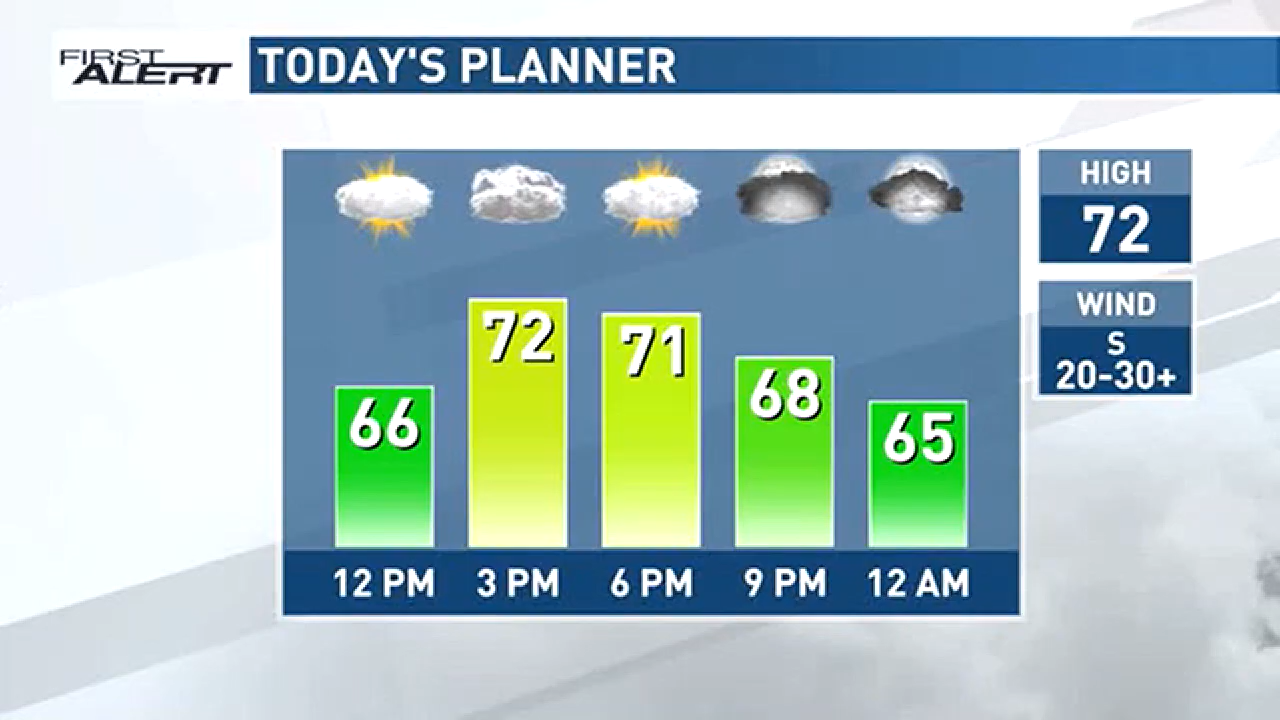 FIRST
ALERT
TODAY'S PLANNER
HIGH
72
WIND
S
20-30+
66
72
71
68
65
12 PM
3 PM
6 PM
9 PM
12 AM